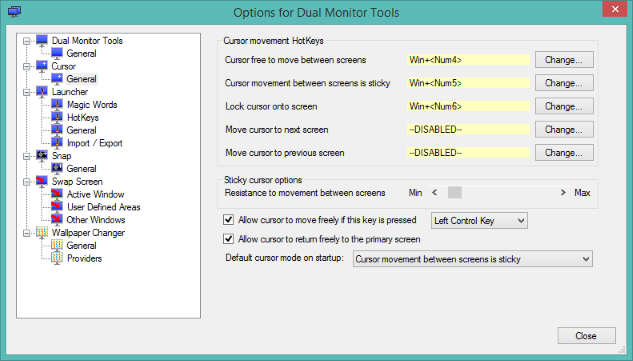 Options for Dual Monitor Tools
Dual Monitor Tools
General
Cursor
General
Launcher
Magic Words
HotKeys
General
Import / Export
Snap
General
Swap Screen
Active Window
User Defined Areas
Other Windows
Wallpaper Changer
General
Providers
Cursor movement HotKeys
Cursor free to move between screens Win+<Num4> Change...
Cursor movement between screens is sticky Win+<Num5> Change...
Lock cursor onto screen Win+<Num6> Change...
Move cursor to next screen --DISABLED-- Change...
Move cursor to previous screen --DISABLED-- Change...
Sticky cursor options
Resistance to movement between screens Min < > Max
Allow cursor to move freely if this key is pressed Left Control Key
Allow cursor to return freely to the primary screen
Default cursor mode on startup: Cursor movement between screens is sticky
Close